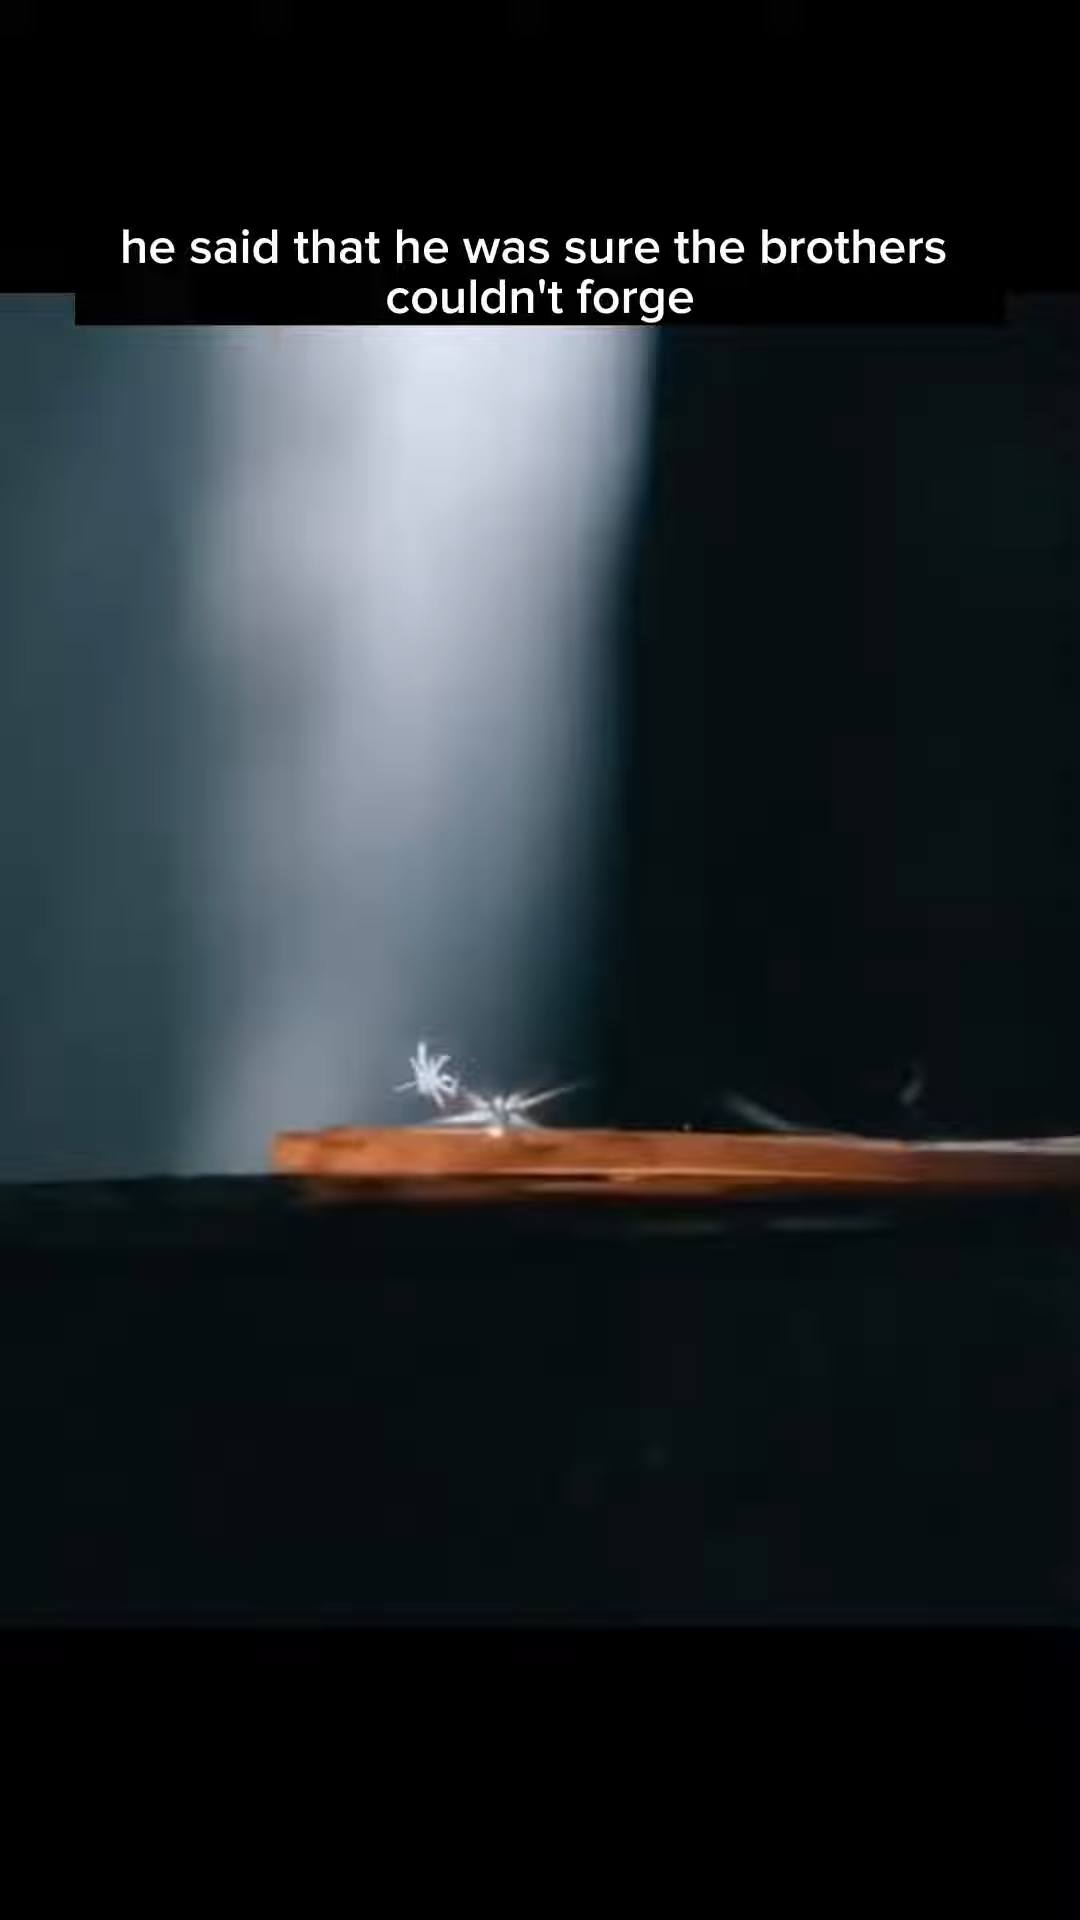 he said that he was sure the brothers
couldn't forge